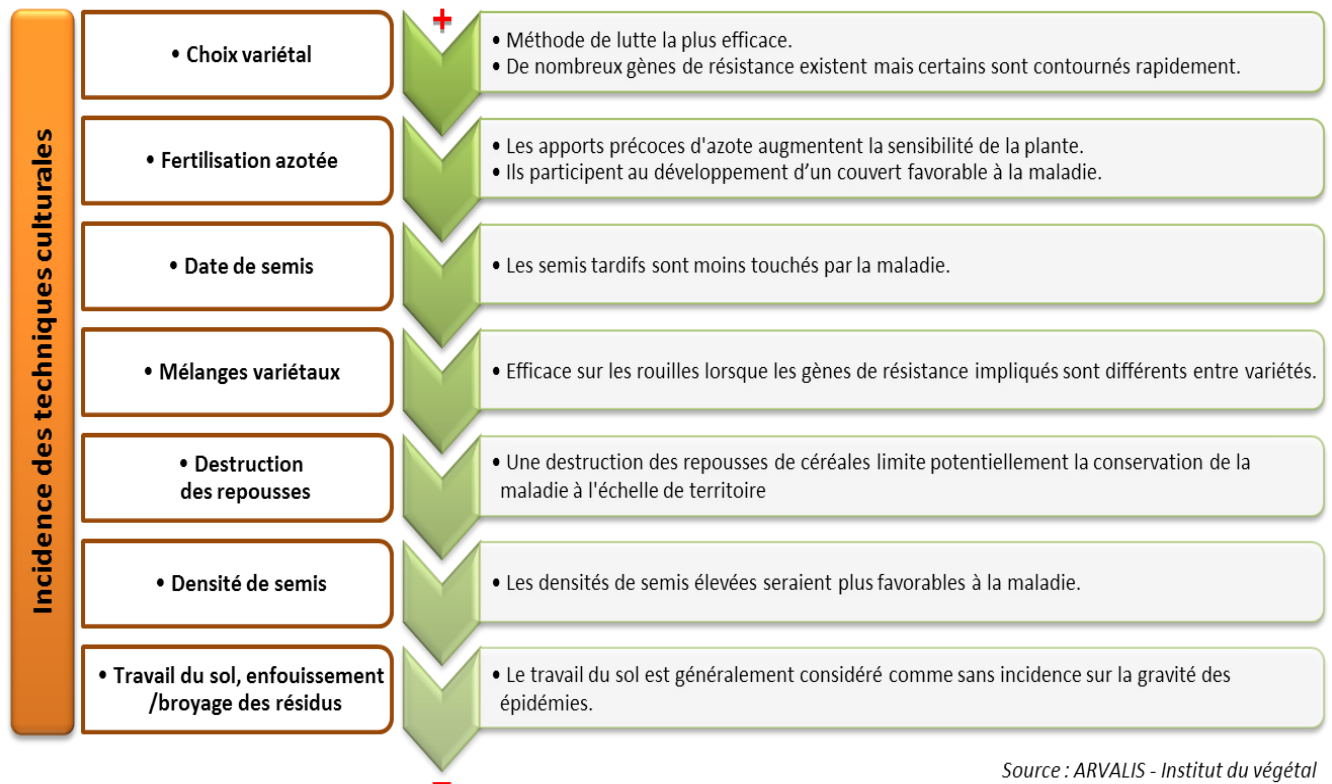 Incidence des techniques culturales
+
• Choix variétal
• Méthode de lutte la plus efficace.
• De nombreux gènes de résistance existent mais certains sont contournés rapidement.
• Fertilisation azotée
• Les apports précoces d'azote augmentent la sensibilité de la plante.
• Ils participent au développement d’un couvert favorable à la maladie.
• Date de semis
• Les semis tardifs sont moins touchés par la maladie.
• Mélanges variétaux
• Efficace sur les rouilles lorsque les gènes de résistance impliqués sont différents entre variétés.
• Destruction
des repousses
• Une destruction des repousses de céréales limite potentiellement la conservation de la
maladie à l'échelle de territoire
• Densité de semis
• Les densités de semis élevées seraient plus favorables à la maladie.
• Travail du sol, enfouissement
/broyage des résidus
• Le travail du sol est généralement considéré comme sans incidence sur la gravité des
épidémies.
–
Source : ARVALIS - Institut du végétal